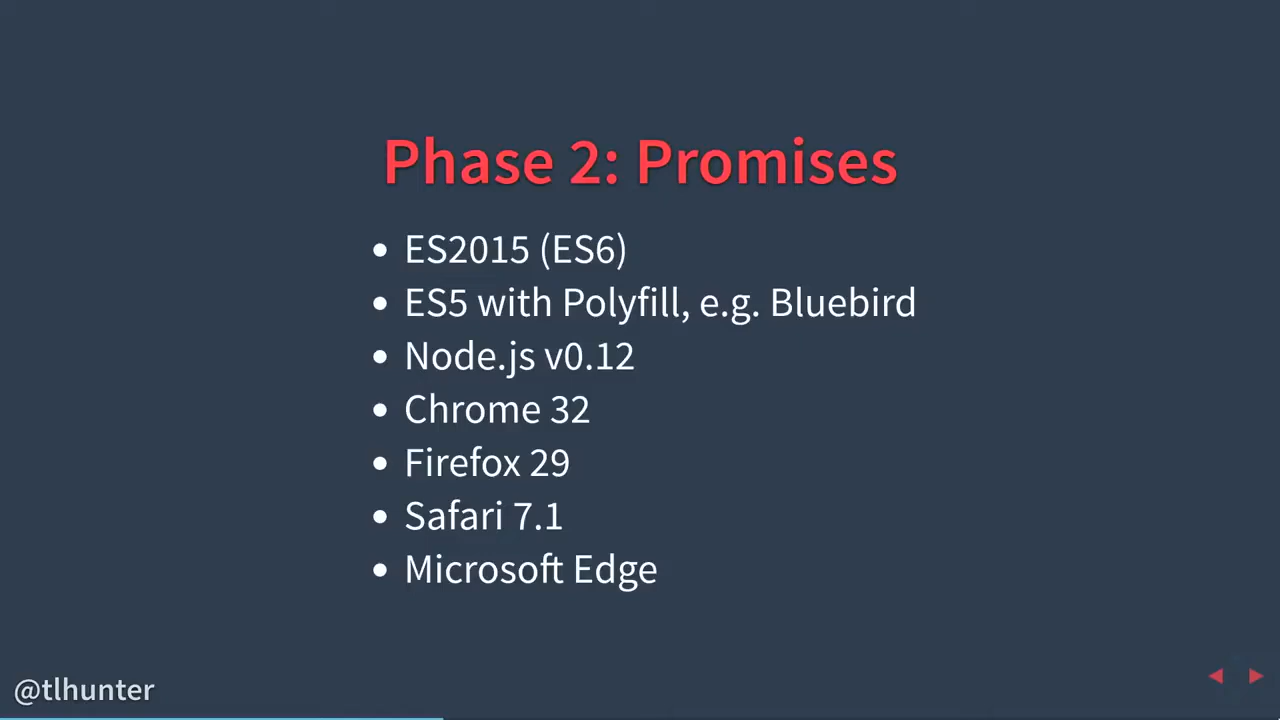 Phase 2: Promises
ES2015 (ES6)
ES5 with Polyfill, e.g. Bluebird
Node.js v0.12
Chrome 32
Firefox 29
Safari 7.1
Microsoft Edge
@tlhunter